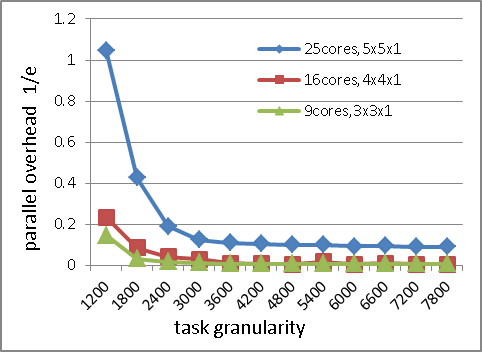 1.2
1
0.8
0.6
0.4
0.2
0
parallel overhead 1/e
25cores,5x5x1
16cores,4x4x1
9cores,3x3x1
1200 1800 2400 3000 3600 4200 4800 5400 6000 6600 7200 7800
task granularity